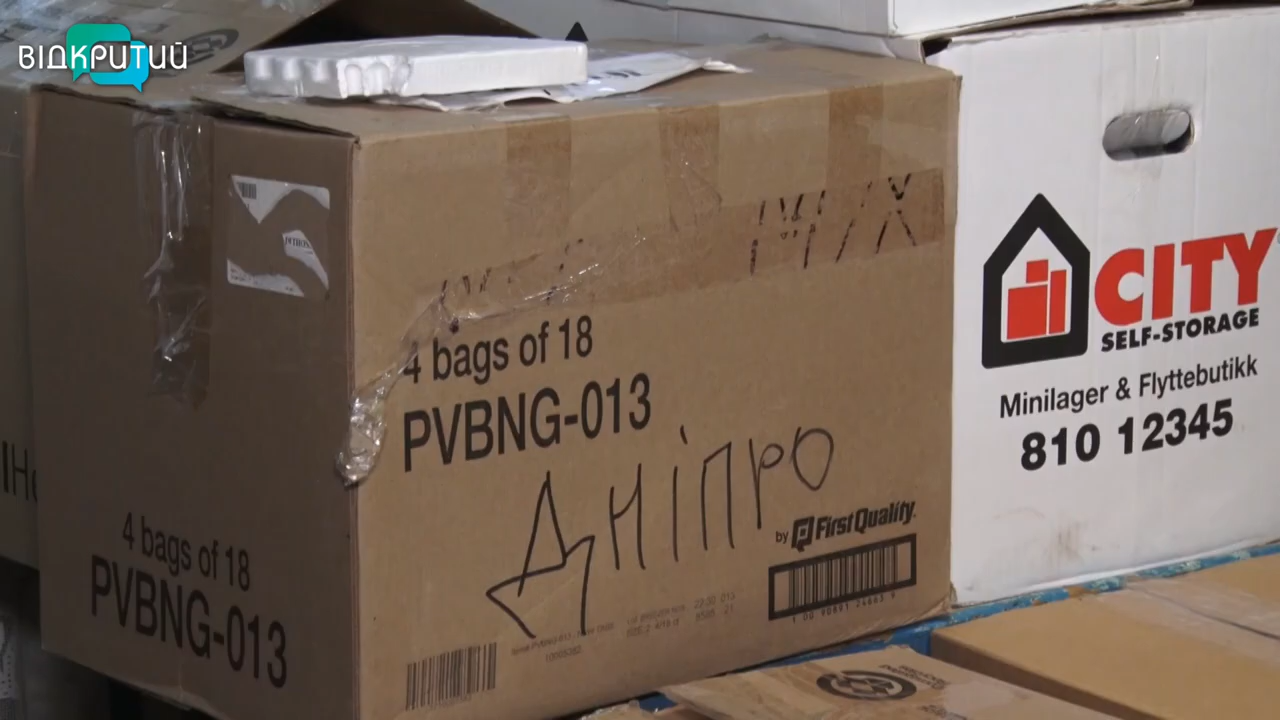 ВІДКРИТИЙ
MIX
4 bags of 18
PVBNG-013
Дніпро
by First Quality
4 bags of 18
PVBNG-013
CITY
SELF-STORAGE
Minilager & Flyttebutikk
810 12345